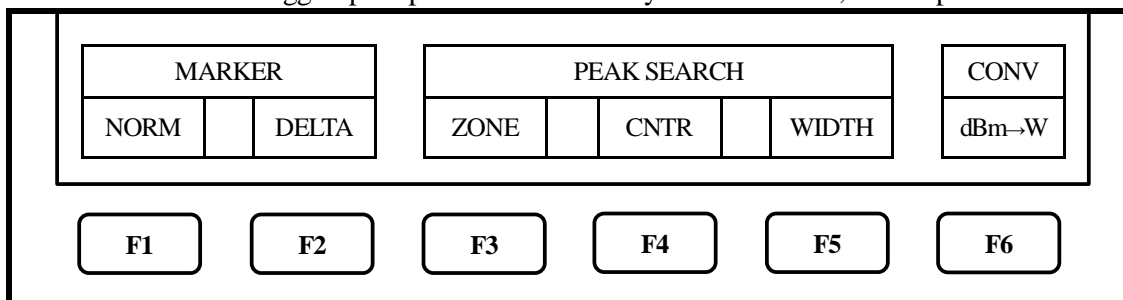 MARKER PEAK SEARCH CONV
NORM DELTA ZONE CNTR WIDTH dBm→W
F1 F2 F3 F4 F5 F6